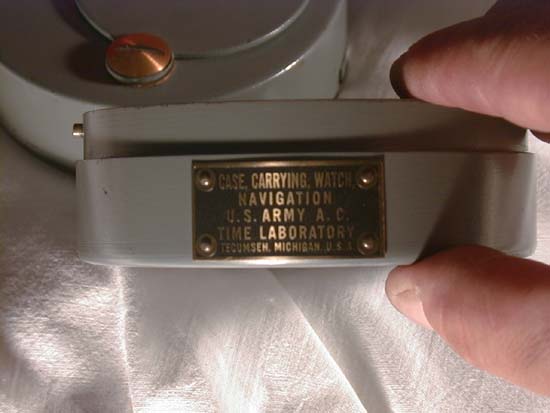 CASE, CARRYING, WATCH,
NAVIGATION
U.S. ARMY A.C.
TIME LABORATORY
TECUMSEH, MICHIGAN, U.S.A.